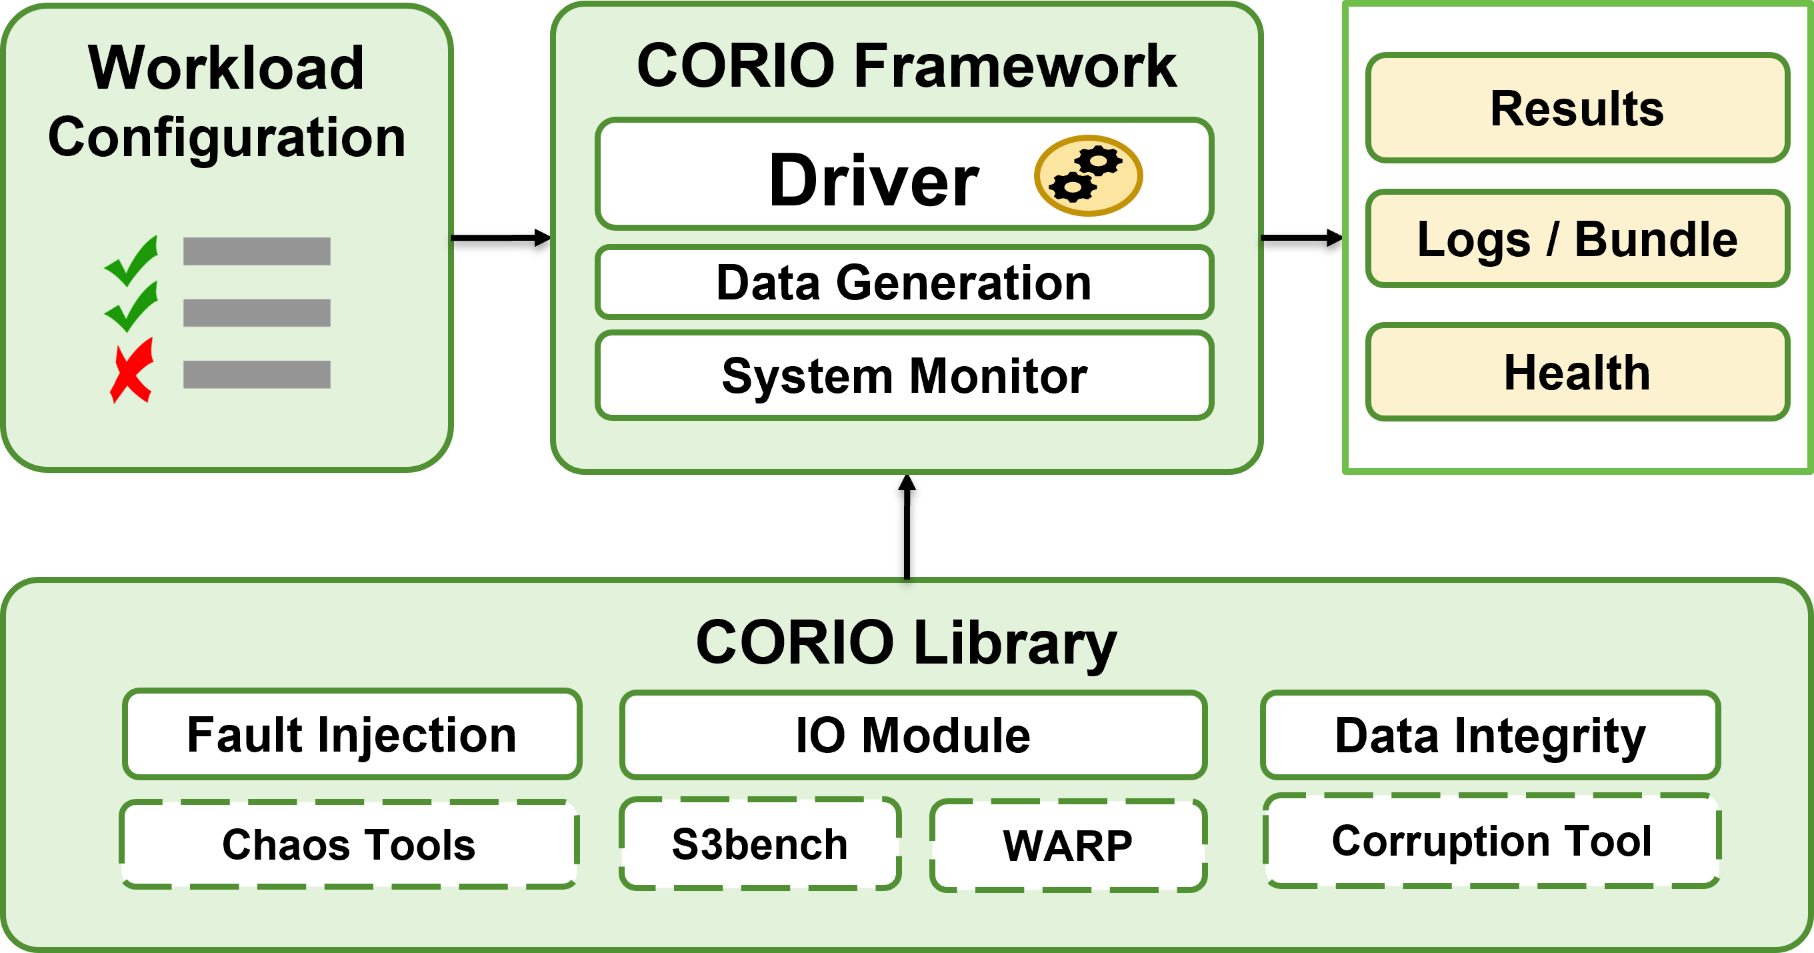 Workload
Configuration
CORIO Framework
Driver
Data Generation
System Monitor
Results
Logs / Bundle
Health
CORIO Library
Fault Injection
IO Module
Data Integrity
Chaos Tools
S3bench
WARP
Corruption Tool